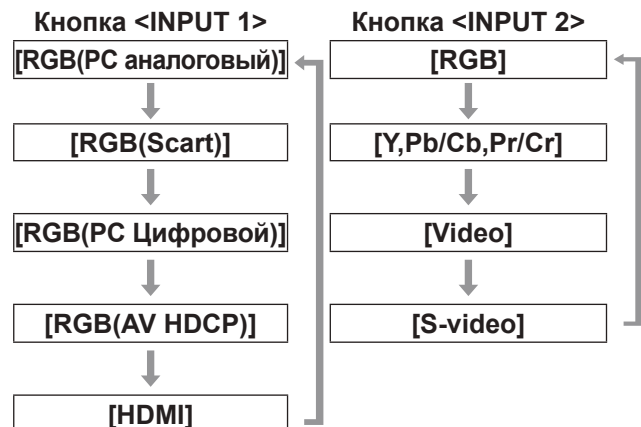 Кнопка <INPUT 1>
[RGB(PC аналоговый)]
[RGB(Scart)]
[RGB(PC Цифровой)]
[RGB(AV HDCP)]
[HDMI]
Кнопка <INPUT 2>
[RGB]
[Y,Pb/Cb,Pr/Cr]
[Video]
[S-video]